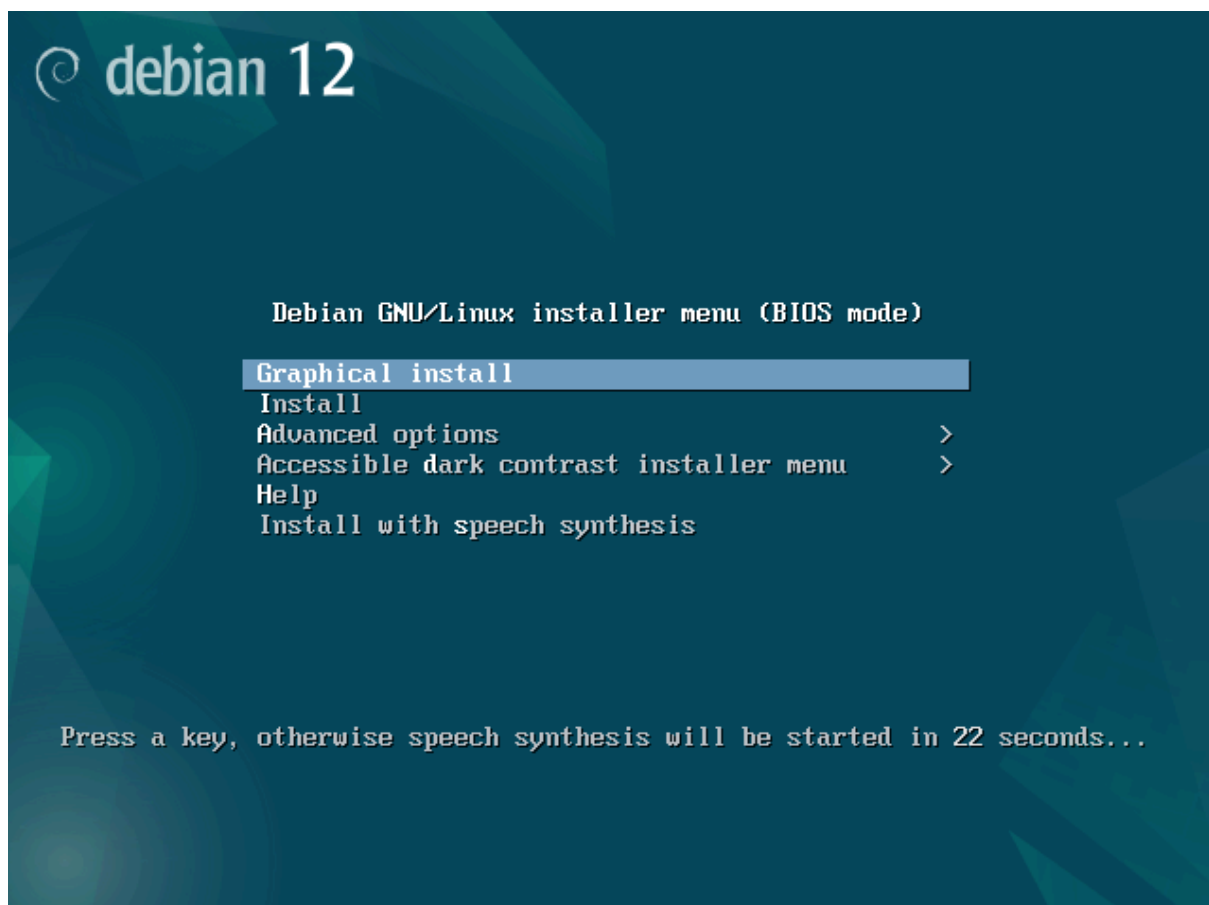 debian 12
Debian GNU/Linux installer menu (BIOS mode)
Graphical install
Install
Advanced options >
Accessible dark contrast installer menu >
Help
Install with speech synthesis
Press a key, otherwise speech synthesis will be started in 22 seconds...